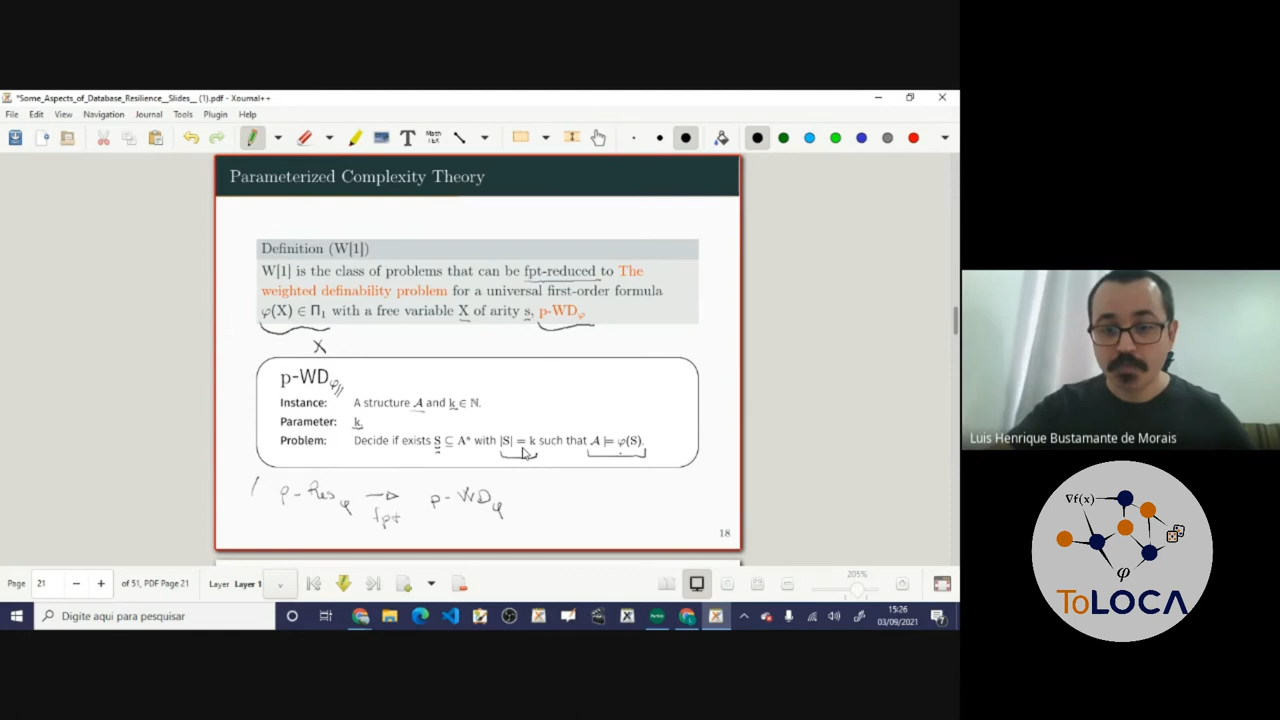 *Some_Aspects_of_Database_Resilience__Slides__ (1).pdf - Xournal++
File Edit View Navigation Journal Tools Plugin Help
Parameterized Complexity Theory
Definition (W[1])
W[1] is the class of problems that can be fpt-reduced to The
weighted definability problem for a universal first-order formula
φ(X) ∈ Π₁ with a free variable X of arity s, p-WDφ
X
p-WDφ
Instance: A structure 𝒜 and k ∈ ℕ.
Parameter: k.
Problem: Decide if exists S ⊆ Aˢ with |S| = k such that 𝒜 ⊨ φ(S).
p-Resφ → p-WDφ
fpt
18
Page 21 of 51, PDF Page 21 Layer Layer 1 205%
Digite aqui para pesquisar
15:26
03/09/2021
Luis Henrique Bustamante de Morais
∇f(x)
φ
ToLOCA